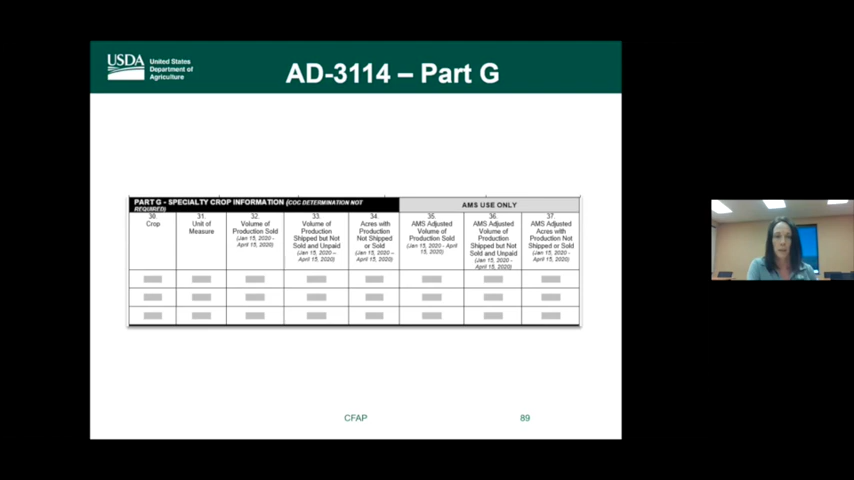 USDA
United States
Department of
Agriculture
AD-3114 – Part G
PART G - SPECIALTY CROP INFORMATION (COC DETERMINATION NOT
REQUIRED)
AMS USE ONLY
30.
Crop
31.
Unit of
Measure
32.
Volume of
Production Sold
(Jan 15, 2020 -
April 15, 2020)
33.
Volume of
Production
Shipped but Not
Sold and Unpaid
(Jan 15, 2020 –
April 15, 2020)
34.
Acres with
Production
Not Shipped
or Sold
(Jan 15, 2020 –
April 15, 2020)
35.
AMS Adjusted
Volume of
Production Sold
(Jan 15, 2020 - April
15, 2020)
36.
AMS Adjusted
Volume of
Production
Shipped but Not
Sold and Unpaid
(Jan 15, 2020 -
April 15, 2020)
37.
AMS Adjusted
Acres with
Production Not
Shipped or Sold
(Jan 15, 2020 -
April 15, 2020)
CFAP
89